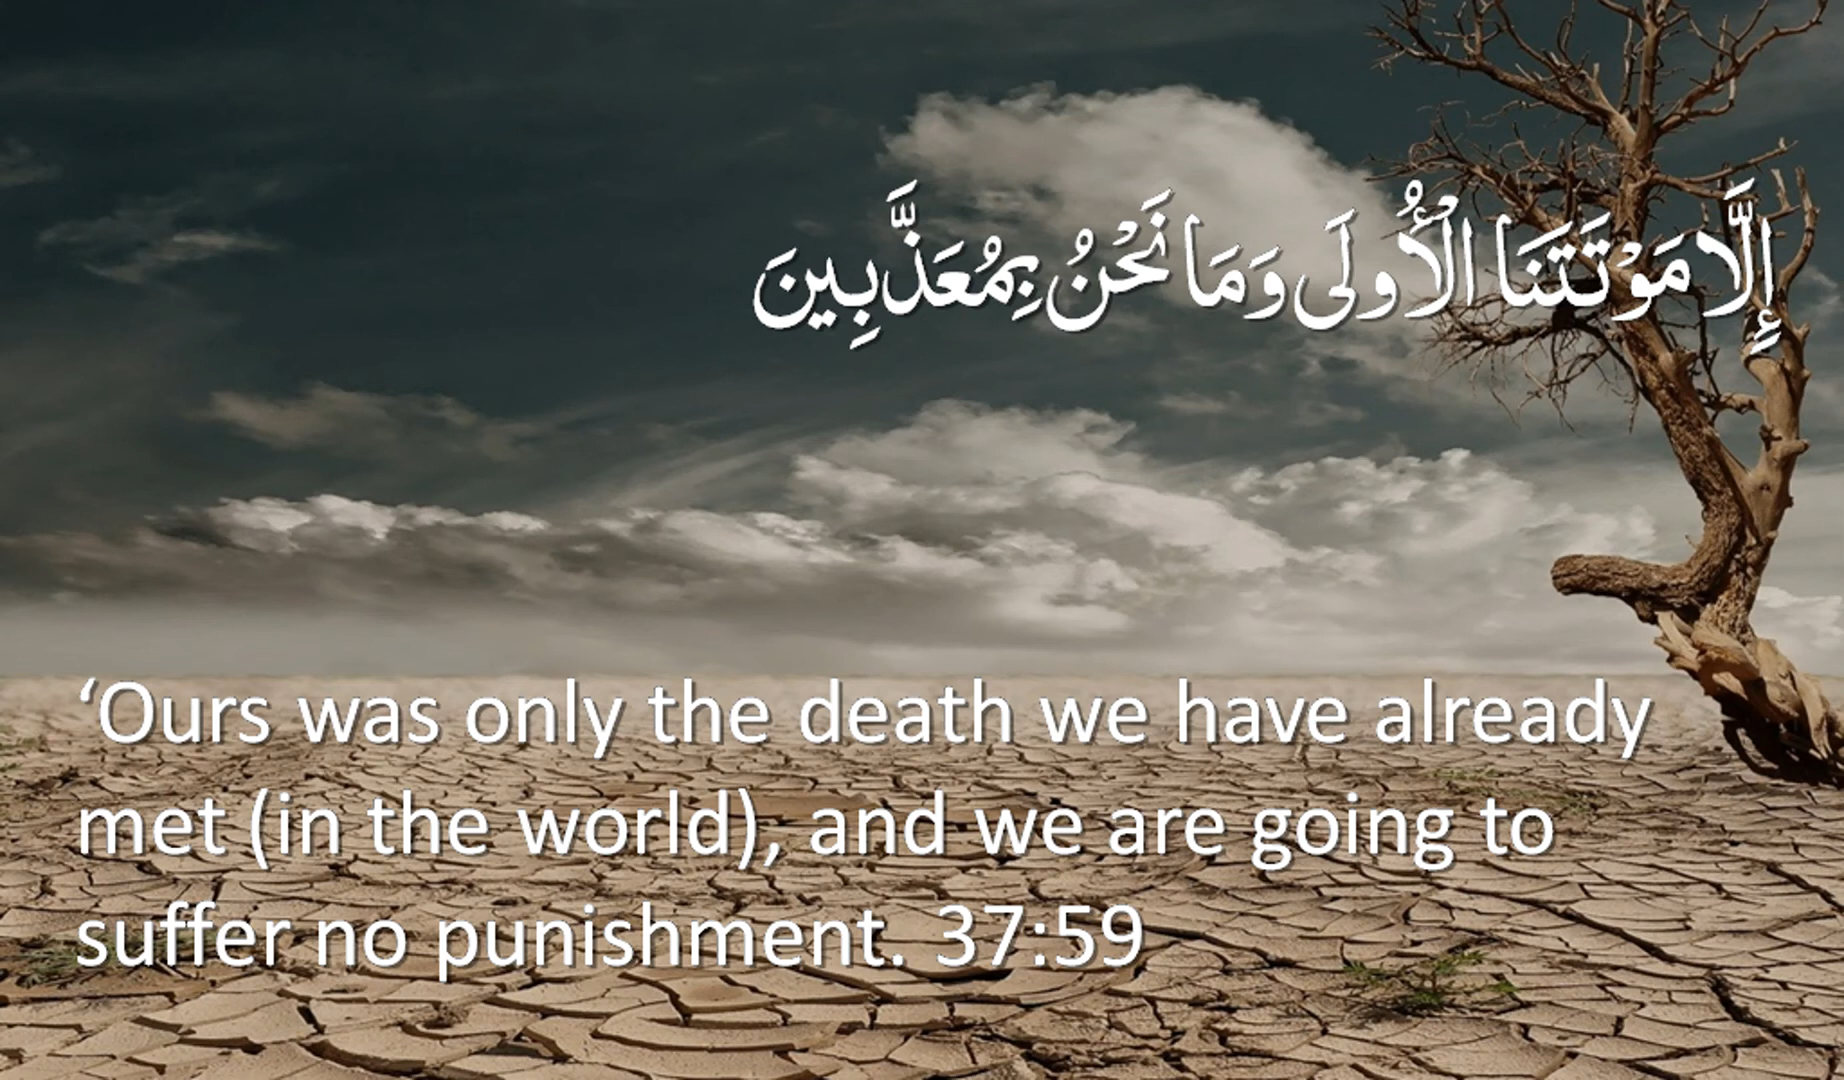 إِلَّا مَوْتَتَنَا الْأُولَى وَمَا نَحْنُ بِمُعَذَّبِينَ
‘Ours was only the death we have already
met (in the world), and we are going to
suffer no punishment. 37:59